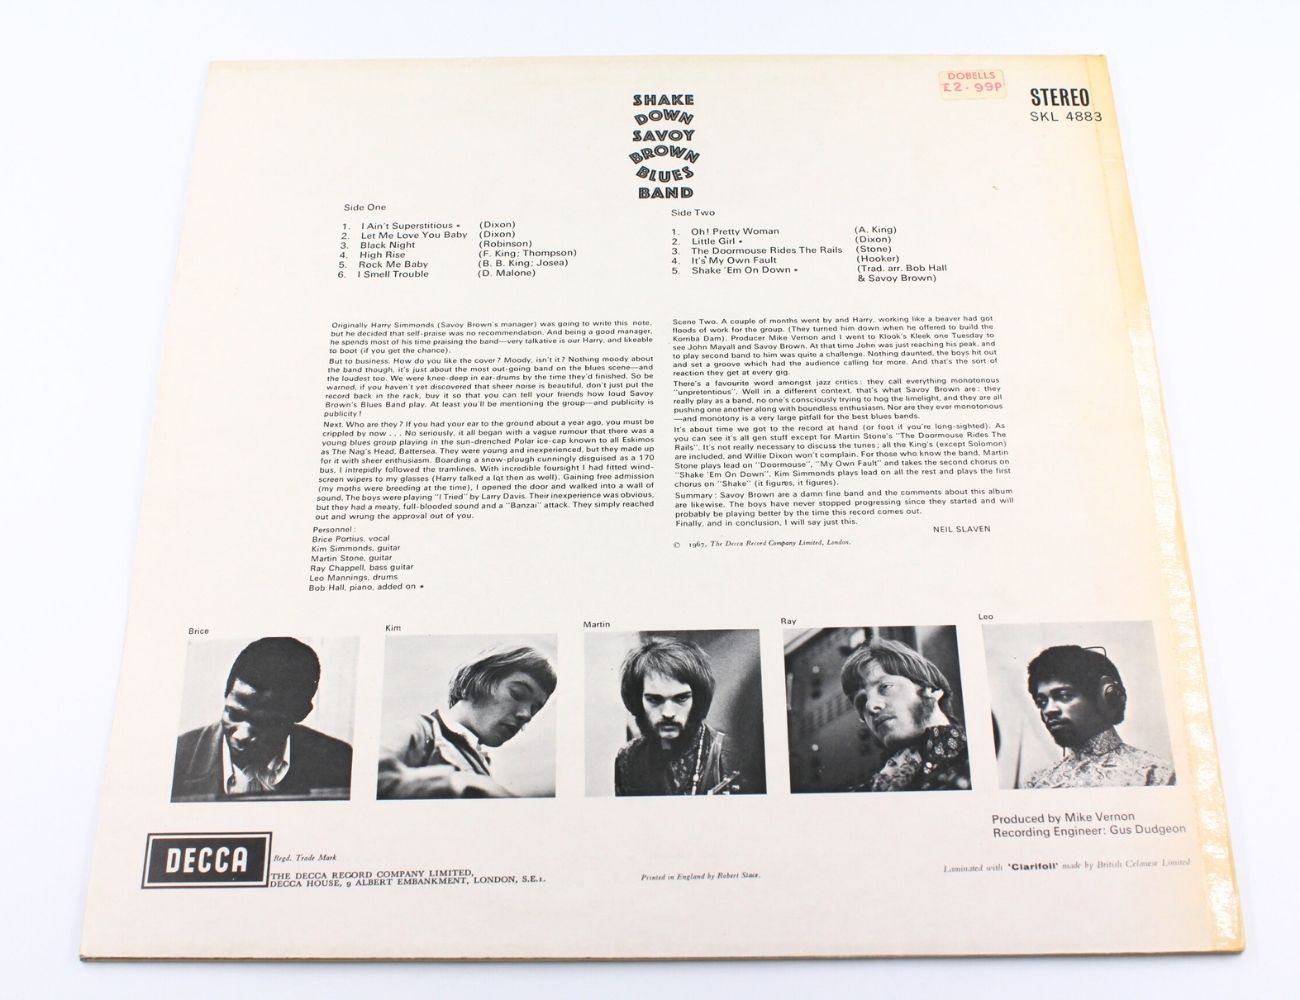 DOBELLS
£2·99P
STEREO
SKL 4883
SHAKE
DOWN
SAVOY
BROWN
BLUES
BAND
Side One
1. I Ain't Superstitious * (Dixon)
2. Let Me Love You Baby (Dixon)
3. Black Night (Robinson)
4. High Rise (F. King; Thompson)
5. Rock Me Baby (B. B. King; Josea)
6. I Smell Trouble (D. Malone)
Side Two
1. Oh! Pretty Woman (A. King)
2. Little Girl * (Dixon)
3. The Doormouse Rides The Rails (Stone)
4. It's My Own Fault (Hooker)
5. Shake 'Em On Down * (Trad. arr. Bob Hall
& Savoy Brown)
Originally Harry Simmonds (Savoy Brown's manager) was going to write this note,
but he decided that self-praise was no recommendation. And being a good manager,
he spends most of his time praising the band—very talkative is our Harry, and likeable
to boot (if you get the chance).
But to business. How do you like the cover? Moody, isn't it? Nothing moody about
the band though, it's just about the most out-going band on the blues scene—and
the loudest too. We were knee-deep in ear-drums by the time they'd finished. So be
warned, if you haven't yet discovered that sheer noise is beautiful, don't just put the
record back in the rack, buy it so that you can tell your friends how loud Savoy
Brown's Blues Band play. At least you'll be mentioning the group—and publicity is
publicity!
Next. Who are they? If you had your ear to the ground about a year ago, you must be
crippled by now . . . No seriously, it all began with a vague rumour that there was a
young blues group playing in the sun-drenched Polar ice-cap known to all Eskimos
as The Nag's Head, Battersea. They were young and inexperienced, but they made up
for it with sheer enthusiasm. Boarding a snow-plough cunningly disguised as a 170
bus, I intrepidly followed the tramlines. With incredible foursight I had fitted wind-
screen wipers to my glasses (Harry talked a lot then as well). Gaining free admission
(my moths were breeding at the time), I opened the door and walked into a wall of
sound. The boys were playing "I Tried" by Larry Davis. Their inexperience was obvious,
but they had a meaty, full-blooded sound and a "Banzai" attack. They simply reached
out and wrung the approval out of you.
Personnel:
Brice Portius, vocal
Kim Simmonds, guitar
Martin Stone, guitar
Ray Chappell, bass guitar
Leo Mannings, drums
Bob Hall, piano, added on *
Scene Two. A couple of months went by and Harry, working like a beaver had got
floods of work for the group. (They turned him down when he offered to build the
Korriba Dam). Producer Mike Vernon and I went to Klook's Kleek one Tuesday to
see John Mayall and Savoy Brown. At that time John was just reaching his peak, and
to play second band to him was quite a challenge. Nothing daunted, the boys hit out
and set a groove which had the audience calling for more. And that's the sort of
reaction they get at every gig.
There's a favourite word amongst jazz critics: they call everything monotonous
"unpretentious". Well in a different context, that's what Savoy Brown are: they
really play as a band, no one's consciously trying to hog the limelight, and they are all
pushing one another along with boundless enthusiasm. Nor are they ever monotonous
—and monotony is a very large pitfall for the best blues bands.
It's about time we got to the record at hand (or foot if you're long-sighted). As
you can see it's all gen stuff except for Martin Stone's "The Doormouse Rides The
Rails". It's not really necessary to discuss the tunes; all the King's (except Solomon)
are included, and Willie Dixon won't complain. For those who know the band, Martin
Stone plays lead on "Doormouse", "My Own Fault" and takes the second chorus on
"Shake 'Em On Down". Kim Simmonds plays lead on all the rest and plays the first
chorus on "Shake" (it figures, it figures).
Summary: Savoy Brown are a damn fine band and the comments about this album
are likewise. The boys have never stopped progressing since they started and will
probably be playing better by the time this record comes out.
Finally, and in conclusion, I will say just this.
NEIL SLAVEN
© 1967, The Decca Record Company Limited, London.
Brice
Kim
Martin
Ray
Leo
Produced by Mike Vernon
Recording Engineer: Gus Dudgeon
DECCA
Regd. Trade Mark
THE DECCA RECORD COMPANY LIMITED,
DECCA HOUSE, 9 ALBERT EMBANKMENT, LONDON, S.E.1.
Printed in England by Robert Stace.
Laminated with 'Clarifoil' made by British Celanese Limited